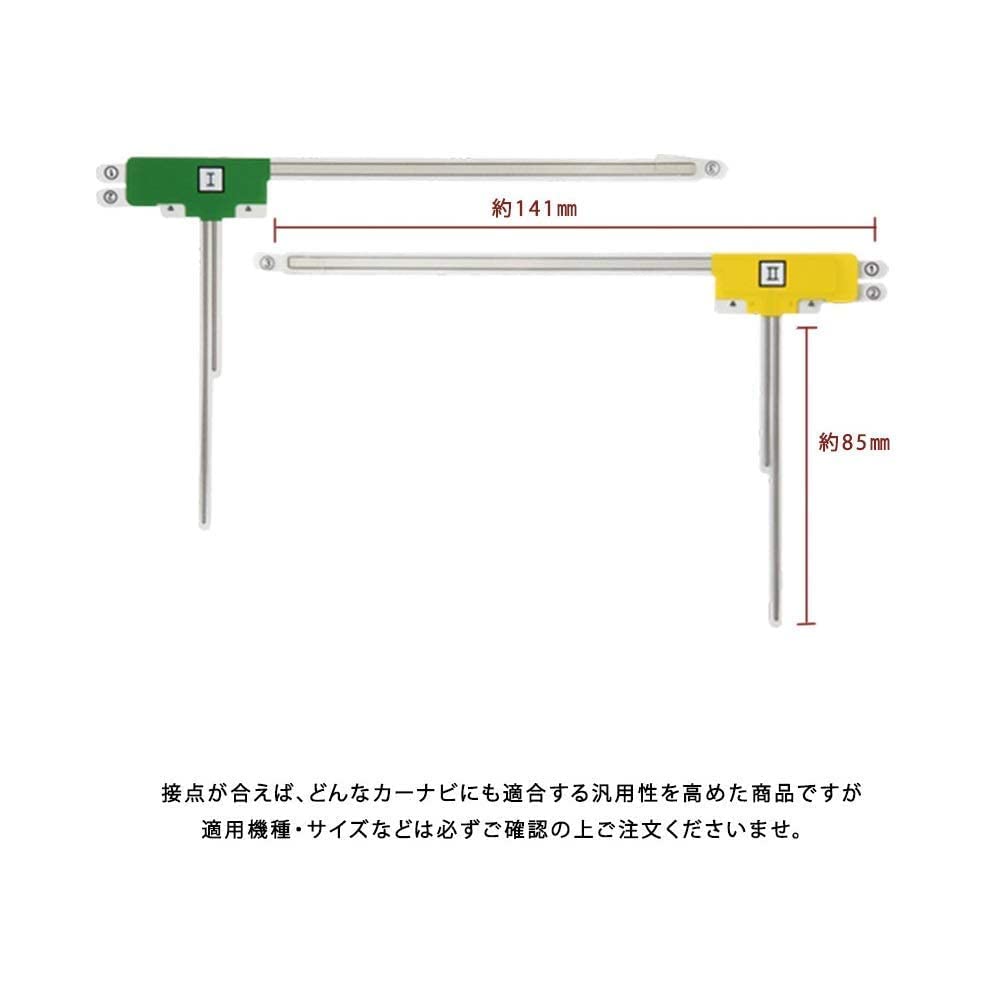 ① I ③
②
約141㎜
③ II ①
②
約85㎜
接点が合えば、どんなカーナビにも適合する汎用性を高めた商品ですが
適用機種・サイズなどは必ずご確認の上ご注文くださいませ。